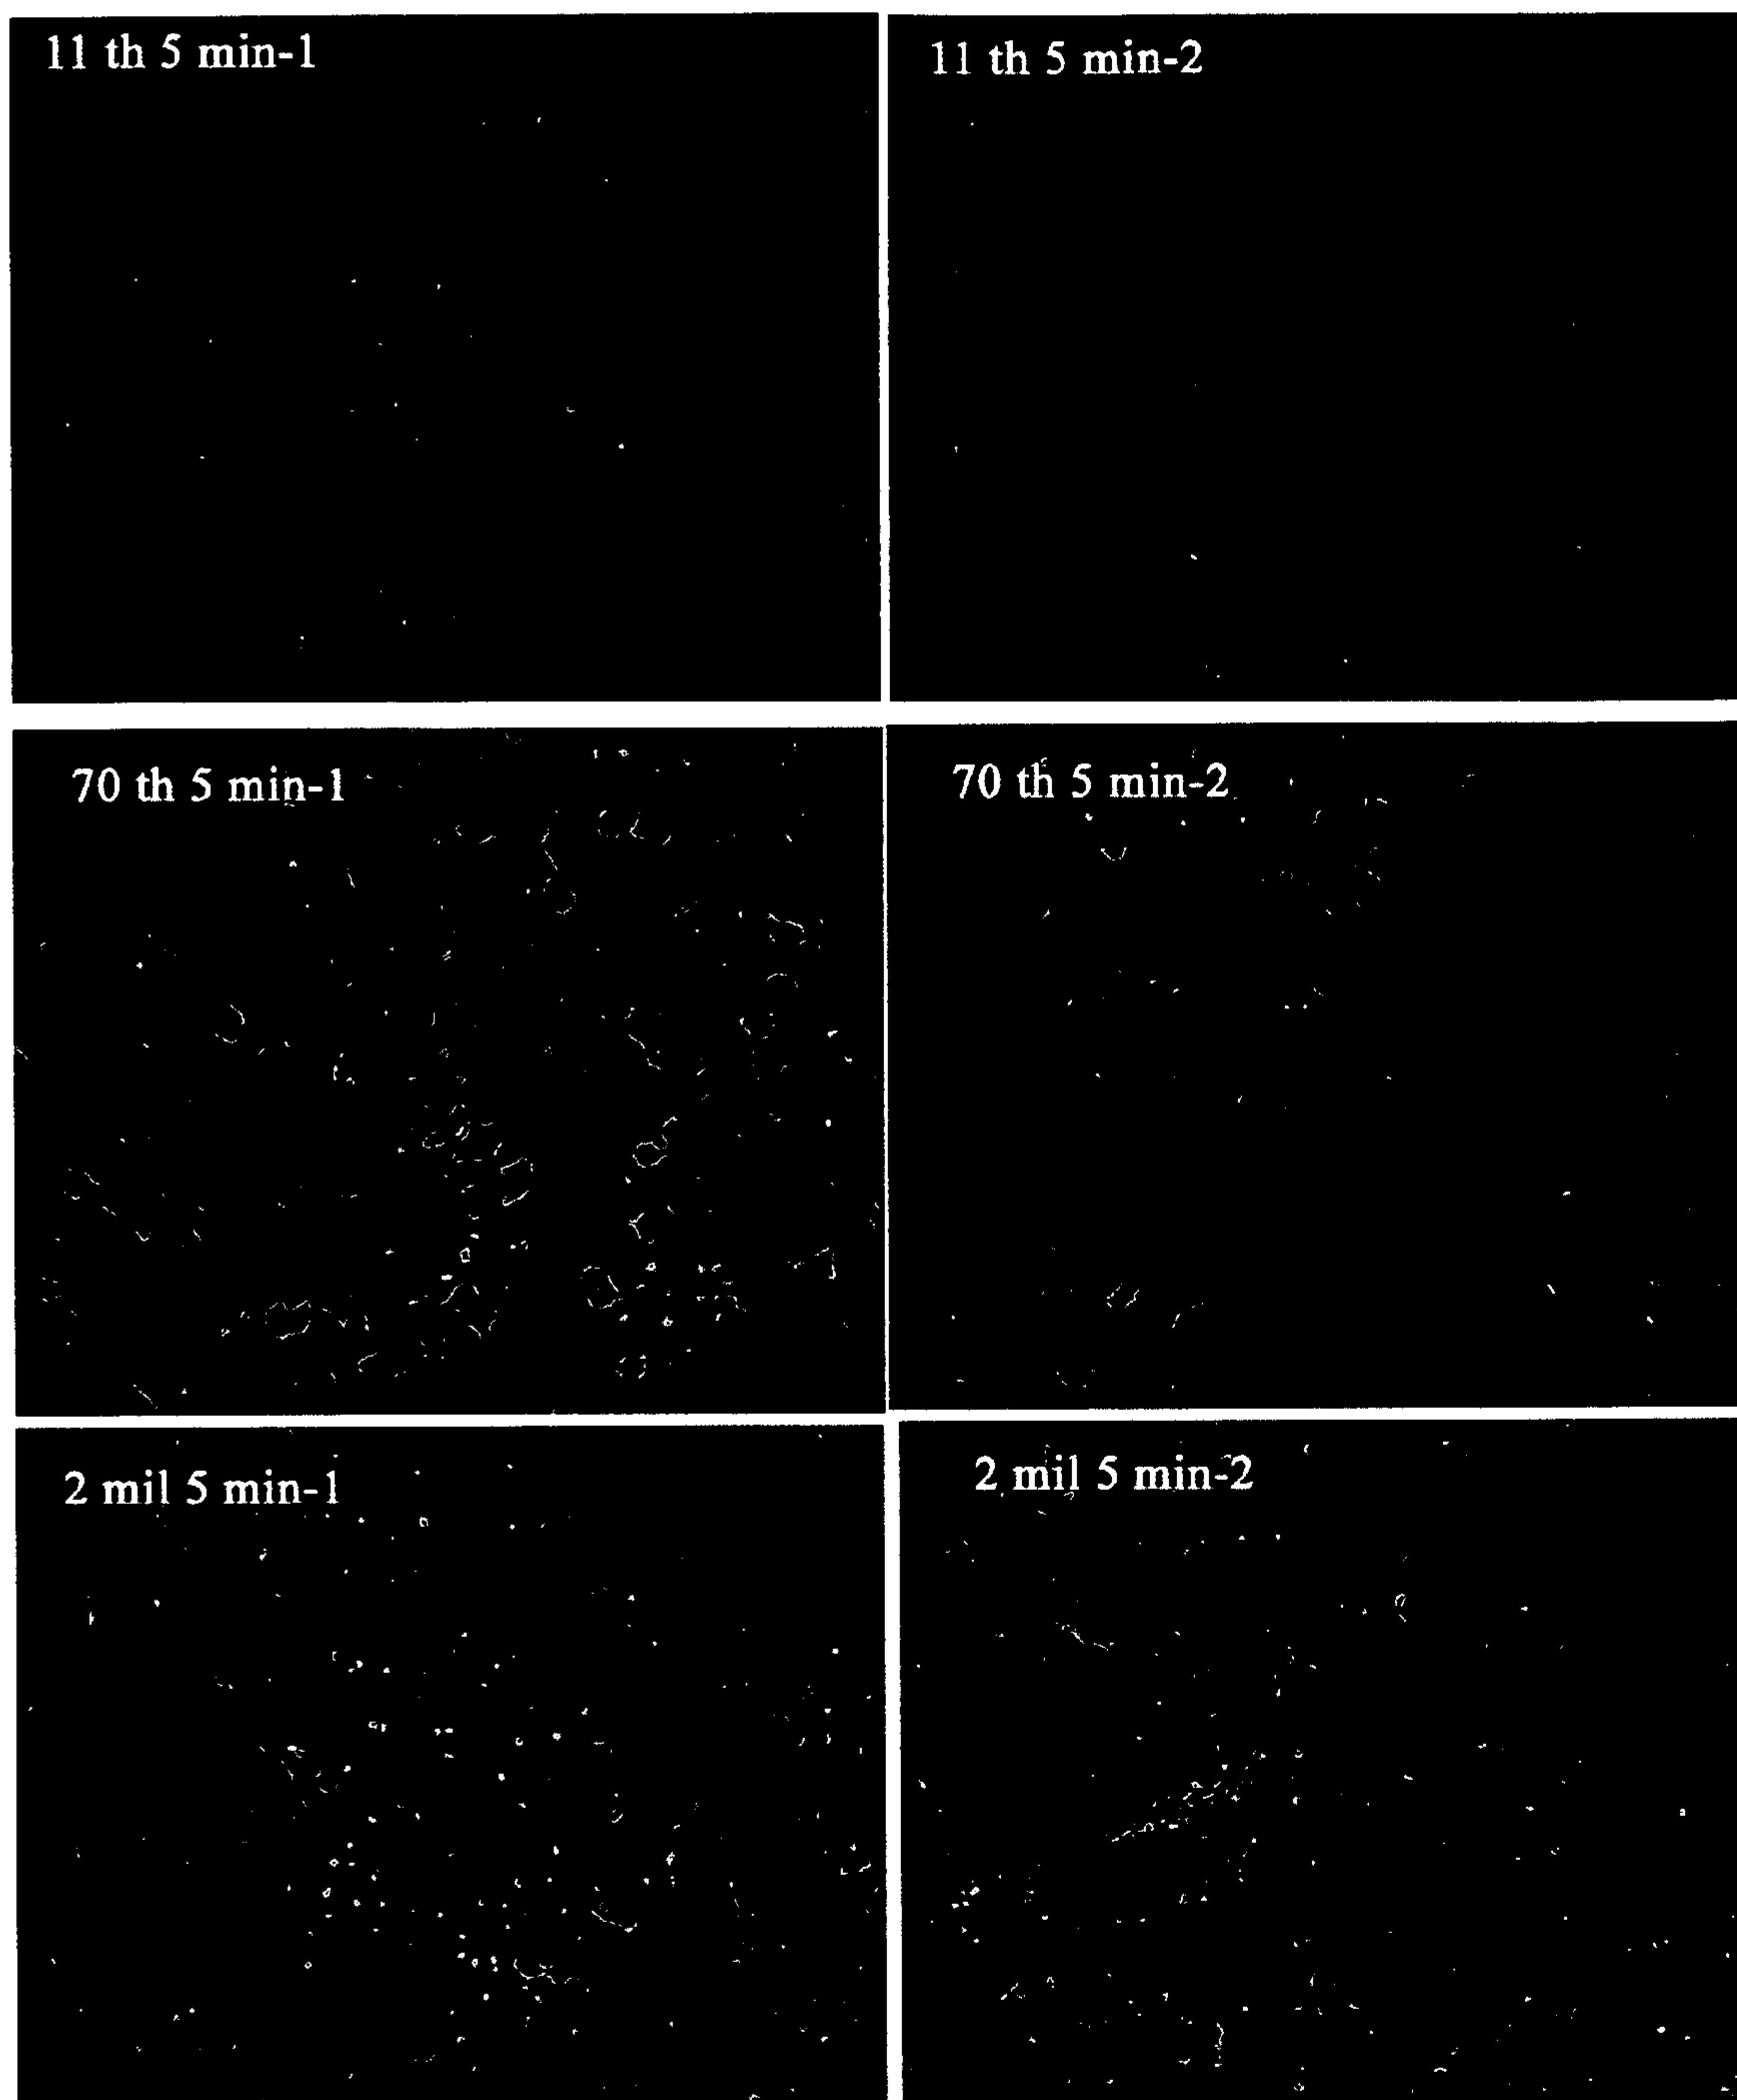 11 th 5 min-1
11 th 5 min-2
70 th 5 min-1
70 th 5 min-2
2 mil 5 min-1
2 mil 5 min-2